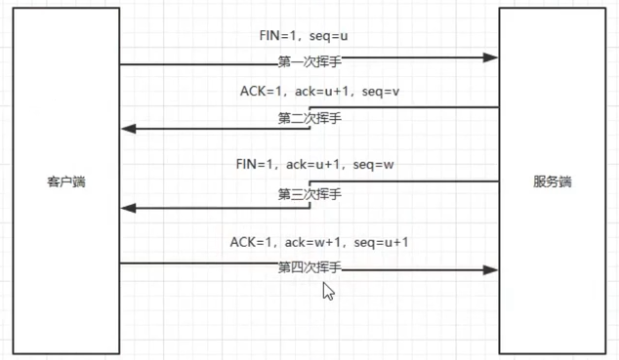 FIN=1，seq=u
第一次挥手
ACK=1，ack=u+1，seq=v
第二次挥手
FIN=1，ack=u+1，seq=w
客户端
服务端
第三次挥手
ACK=1，ack=w+1，seq=u+1
第四次挥手